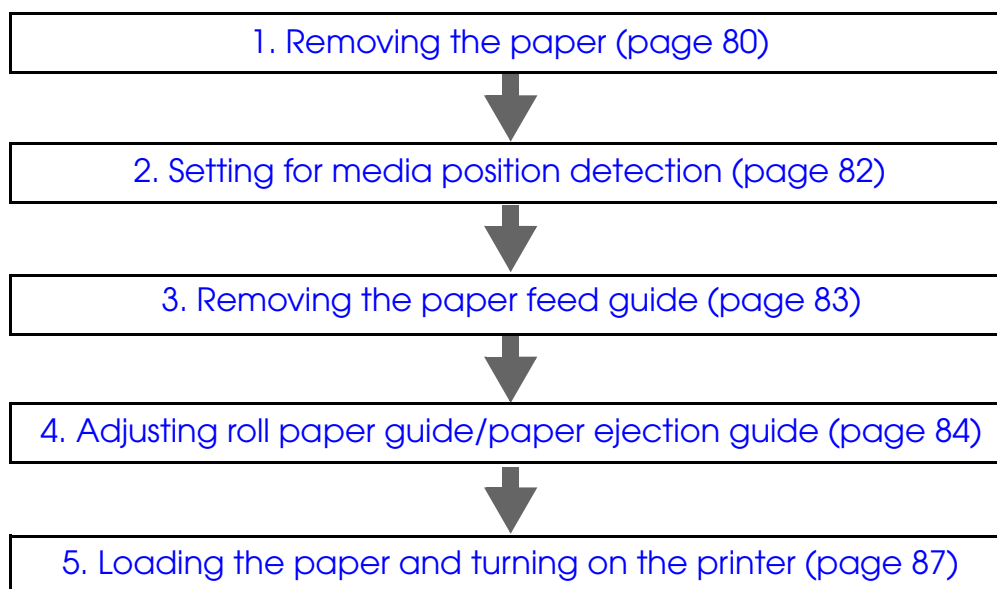 1. Removing the paper (page 80)
2. Setting for media position detection (page 82)
3. Removing the paper feed guide (page 83)
4. Adjusting roll paper guide/paper ejection guide (page 84)
5. Loading the paper and turning on the printer (page 87)